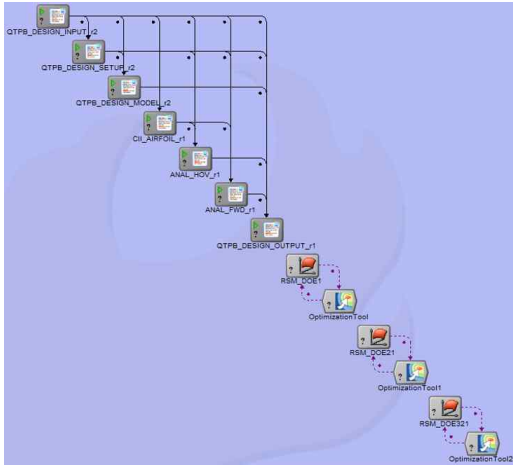 QTPB_DESIGN_INPUT_r2
QTPB_DESIGN_SETUP_r2
QTPB_DESIGN_MODEL_r2
CII_AIRFOIL_r1
ANAL_HOV_r1
ANAL_FWD_r1
QTPB_DESIGN_OUTPUT_r1
RSM_DOE1
OptimizationTool
RSM_DOE21
OptimizationTool1
RSM_DOE321
OptimizationTool2